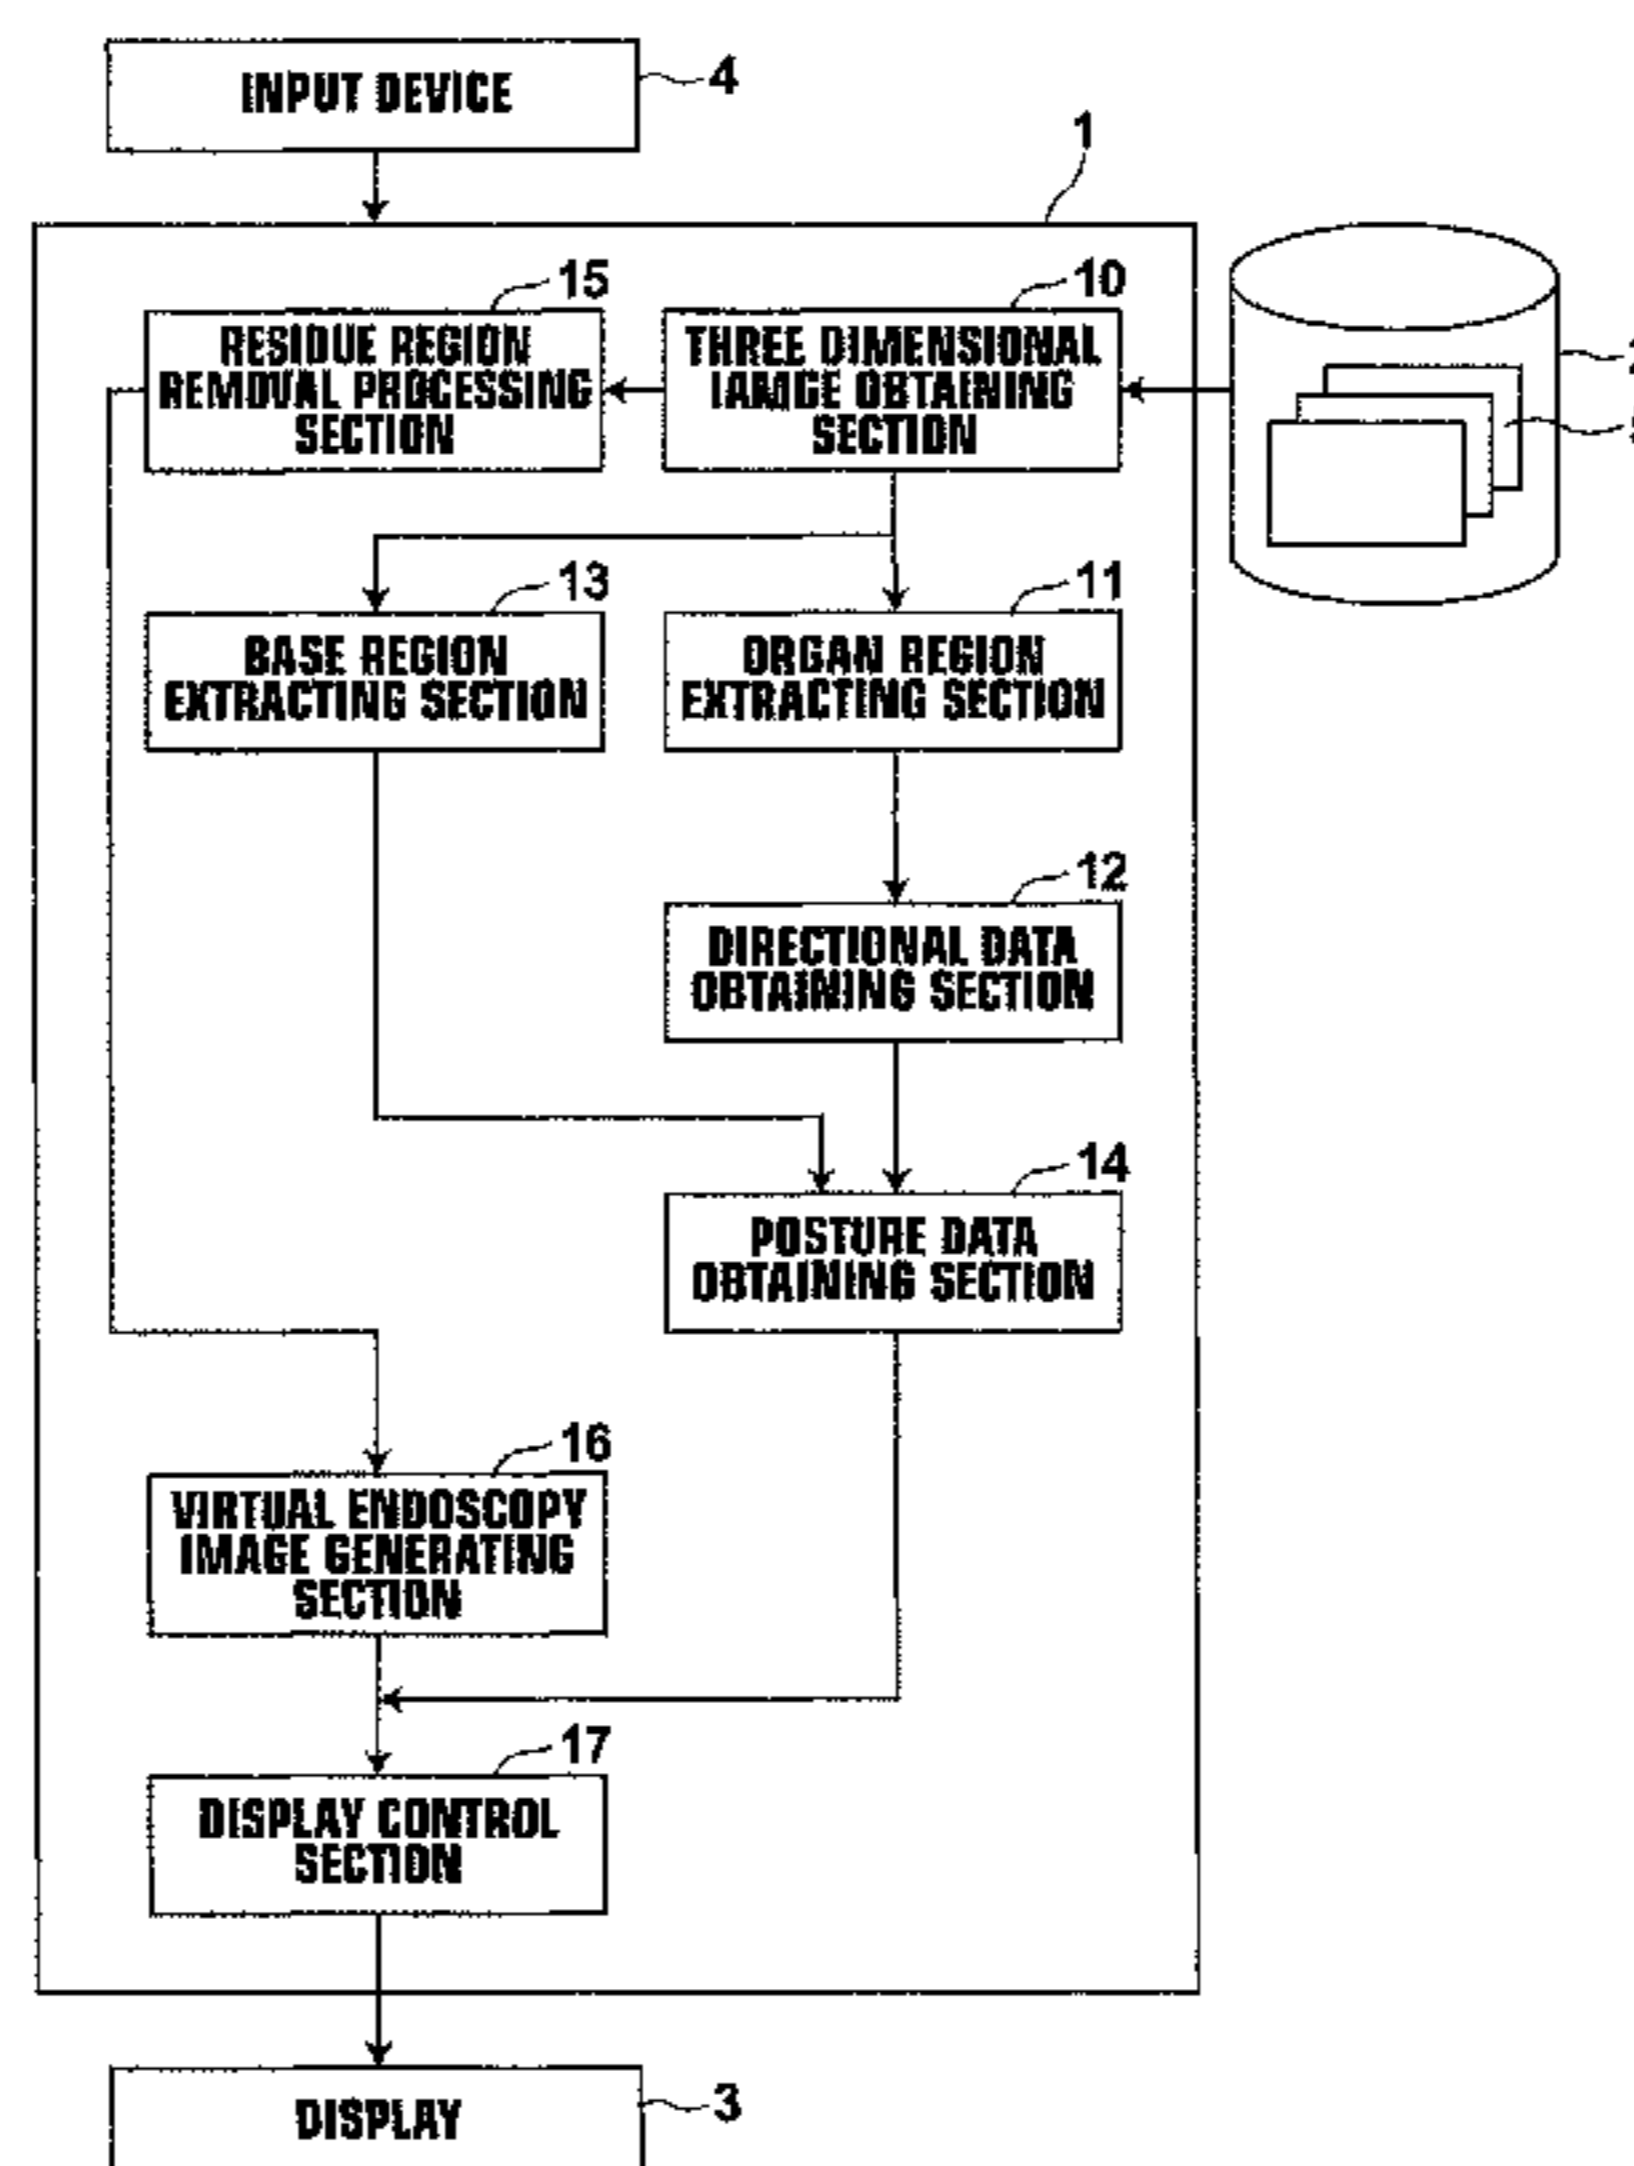 INPUT DEVICE
4
1
15
10
RESIDUE REGION
REMOVAL PROCESSING
SECTION
THREE DIMENSIONAL
IAMGE OBTAINING
SECTION
13
11
BASE REGION
EXTRACTING SECTION
ORGAN REGION
EXTRACTING SECTION
12
DIRECTIONAL DATA
OBTAINING SECTION
14
POSTURE DATA
OBTAINING SECTION
16
VIRTUAL ENDOSCOPY
IMAGE GENERATING
SECTION
17
DISPLAY CONTROL
SECTION
DISPLAY
3